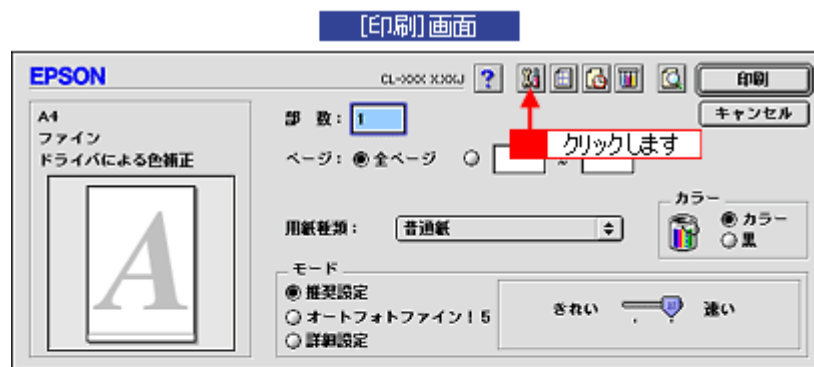 [印刷]画面
EPSON
CL-XXXX XJXXJ
?
印刷
A4
ファイン
ドライバによる色補正
キャンセル
部 数: 1
クリックします
ページ: 全ページ ~
用紙種類: 普通紙
カラー
カラー
黒
モード
推奨設定
オートフォトファイン!5
詳細設定
きれい 速い
A